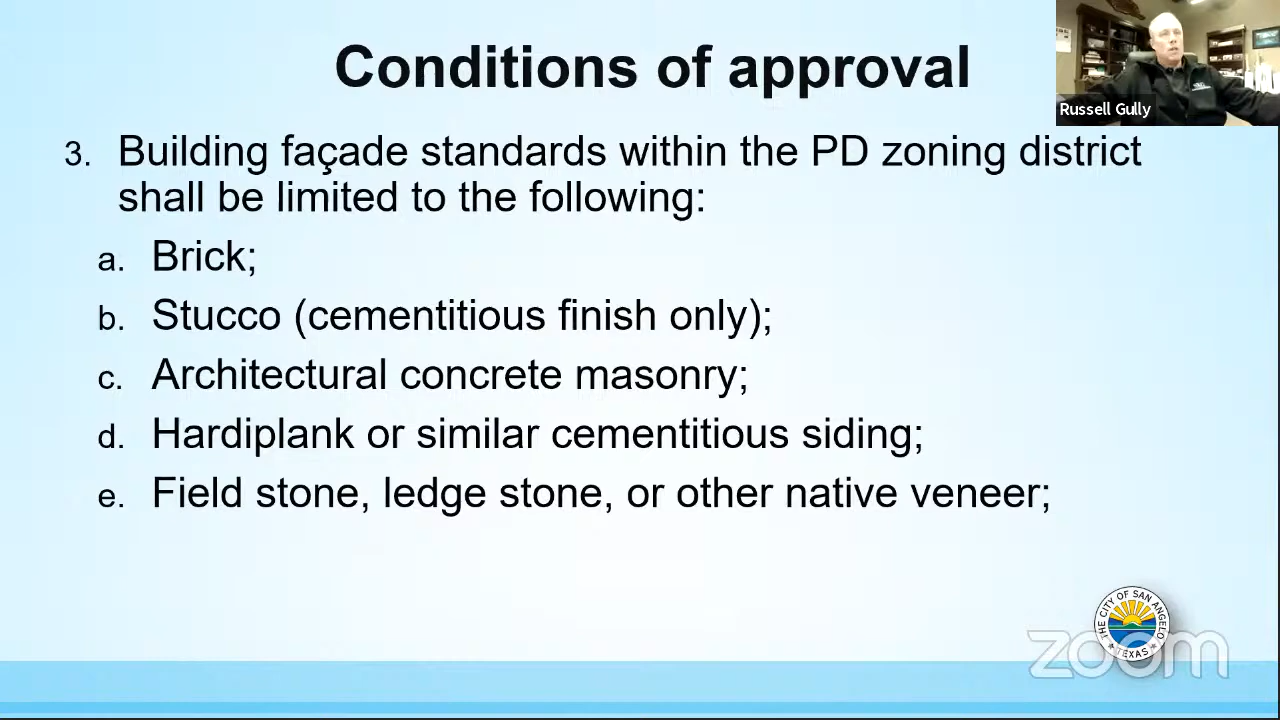 Conditions of approval
Russell Gully
3. Building façade standards within the PD zoning district
shall be limited to the following:
a. Brick;
b. Stucco (cementitious finish only);
c. Architectural concrete masonry;
d. Hardiplank or similar cementitious siding;
e. Field stone, ledge stone, or other native veneer;
THE CITY OF SAN ANGELO
TEXAS
zoom